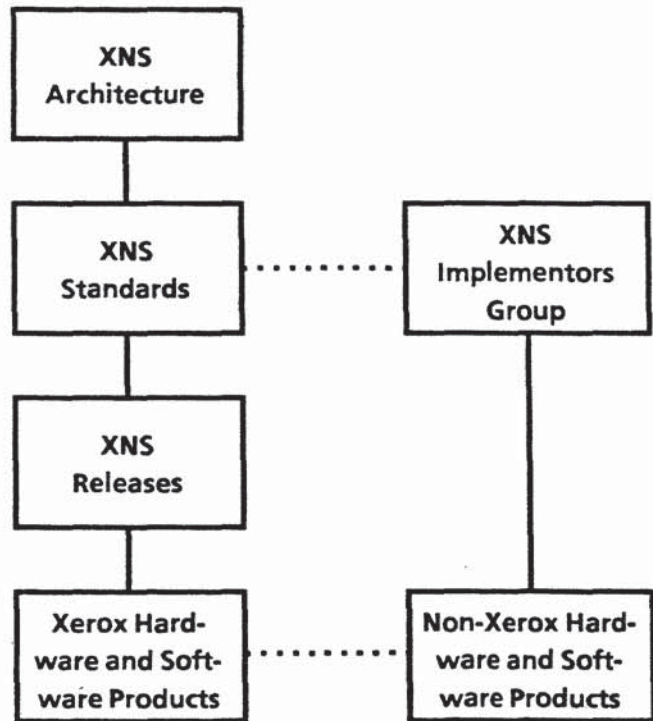 XNS
Architecture
XNS
Standards
XNS
Implementors
Group
XNS
Releases
Xerox Hard-
ware and Soft-
ware Products
Non-Xerox Hard-
ware and Soft-
ware Products